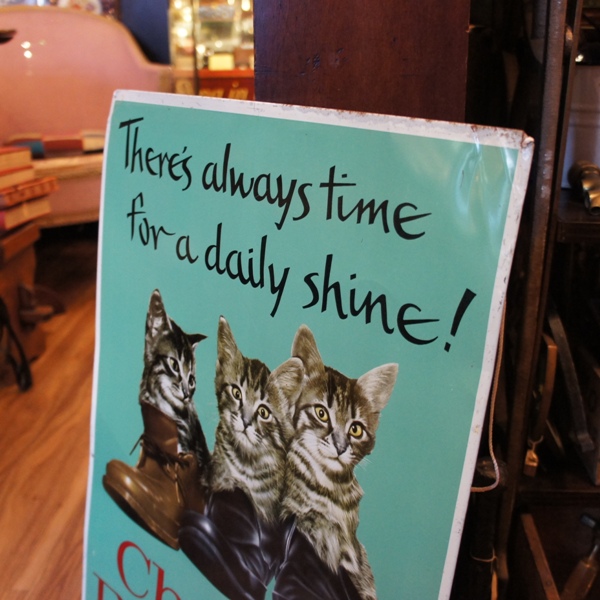 There's always time
for a daily shine!